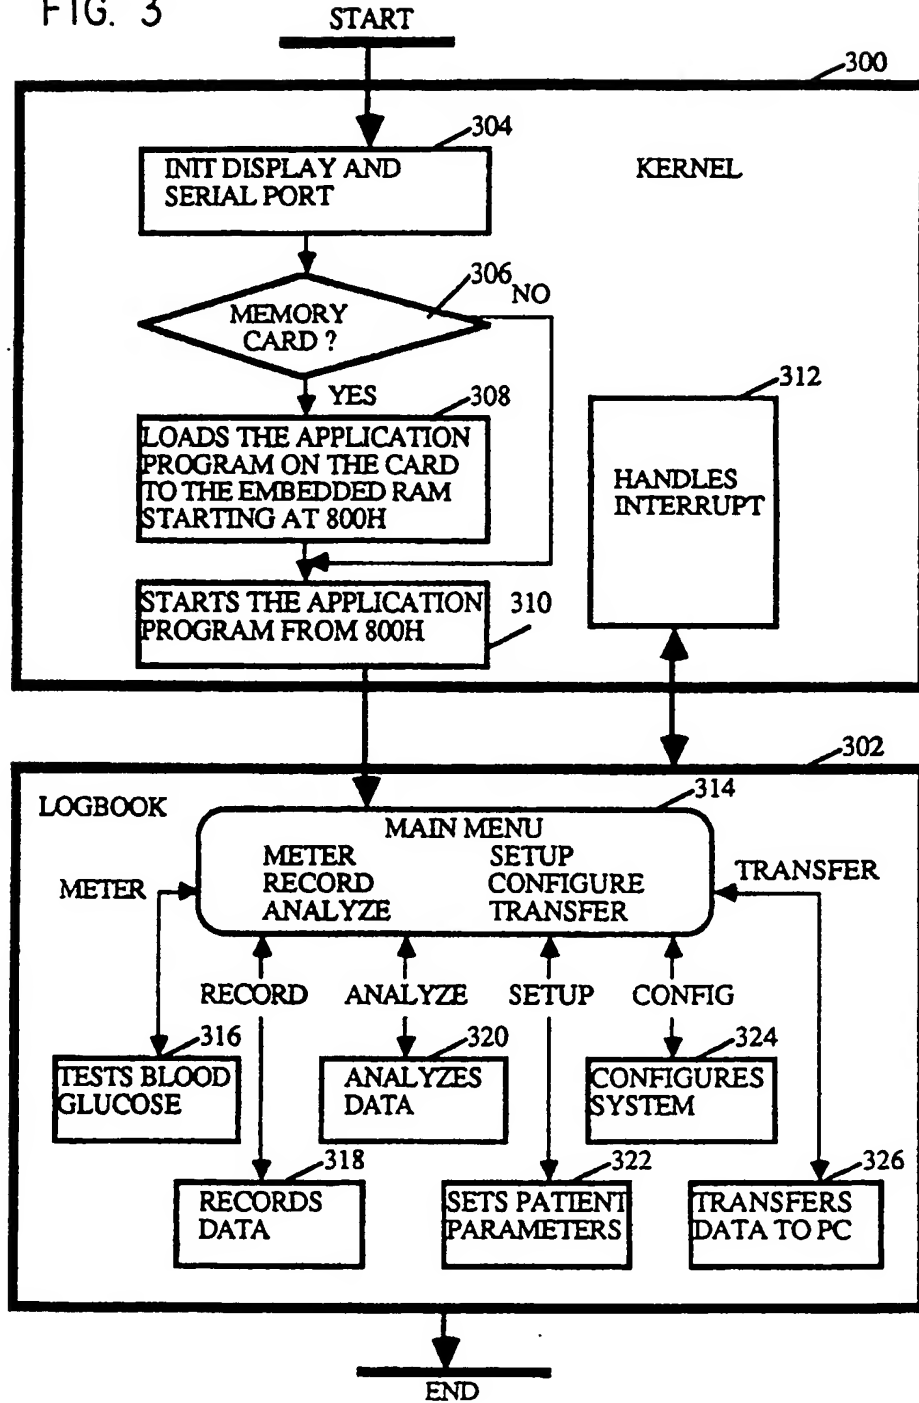 FIG. 3
START
300
304
INIT DISPLAY AND
SERIAL PORT
KERNEL
306
NO
MEMORY
CARD ?
YES
308
312
LOADS THE APPLICATION
PROGRAM ON THE CARD
TO THE EMBEDDED RAM
STARTING AT 800H
HANDLES
INTERRUPT
STARTS THE APPLICATION
PROGRAM FROM 800H
310
302
LOGBOOK
314
MAIN MENU
METER SETUP
RECORD CONFIGURE
ANALYZE TRANSFER
METER
TRANSFER
RECORD ANALYZE SETUP CONFIG
316
TESTS BLOOD
GLUCOSE
320
ANALYZES
DATA
324
CONFIGURES
SYSTEM
318
RECORDS
DATA
322
SETS PATIENT
PARAMETERS
326
TRANSFERS
DATA TO PC
END